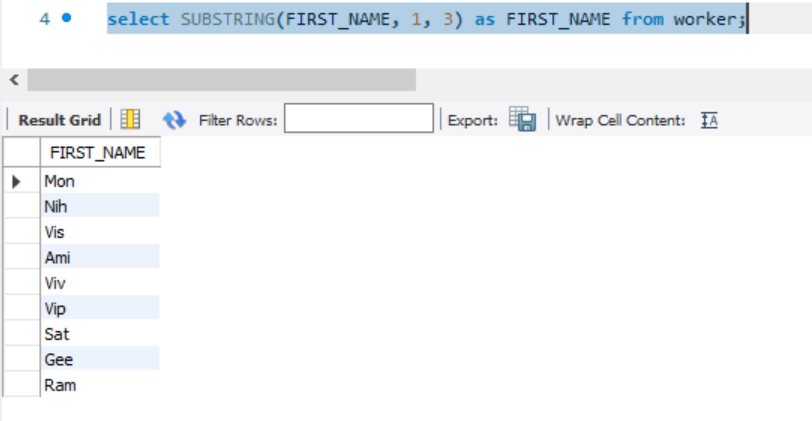 4 select SUBSTRING(FIRST_NAME, 1, 3) as FIRST_NAME from worker;
Result Grid Filter Rows: Export: Wrap Cell Content: IA
FIRST_NAME
Mon
Nih
Vis
Ami
Viv
Vip
Sat
Gee
Ram